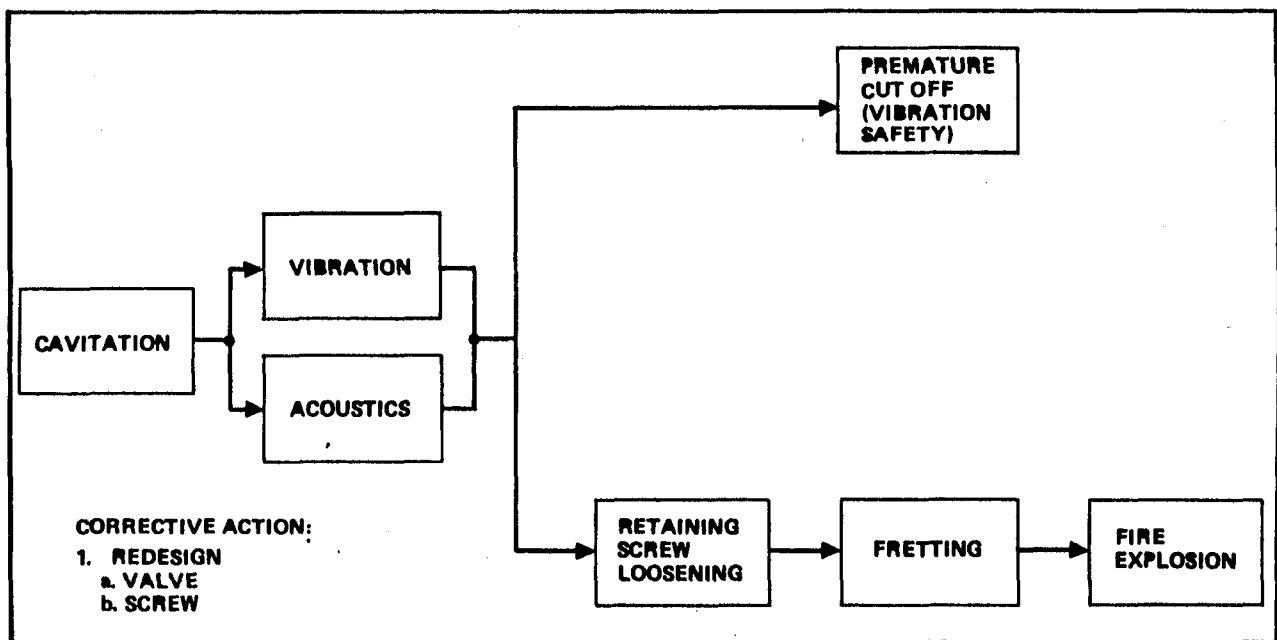 PREMATURE
CUT OFF
(VIBRATION
SAFETY)
VIBRATION
CAVITATION
ACOUSTICS
CORRECTIVE ACTION:
1. REDESIGN
a. VALVE
b. SCREW
RETAINING
SCREW
LOOSENING
FRETTING
FIRE
EXPLOSION